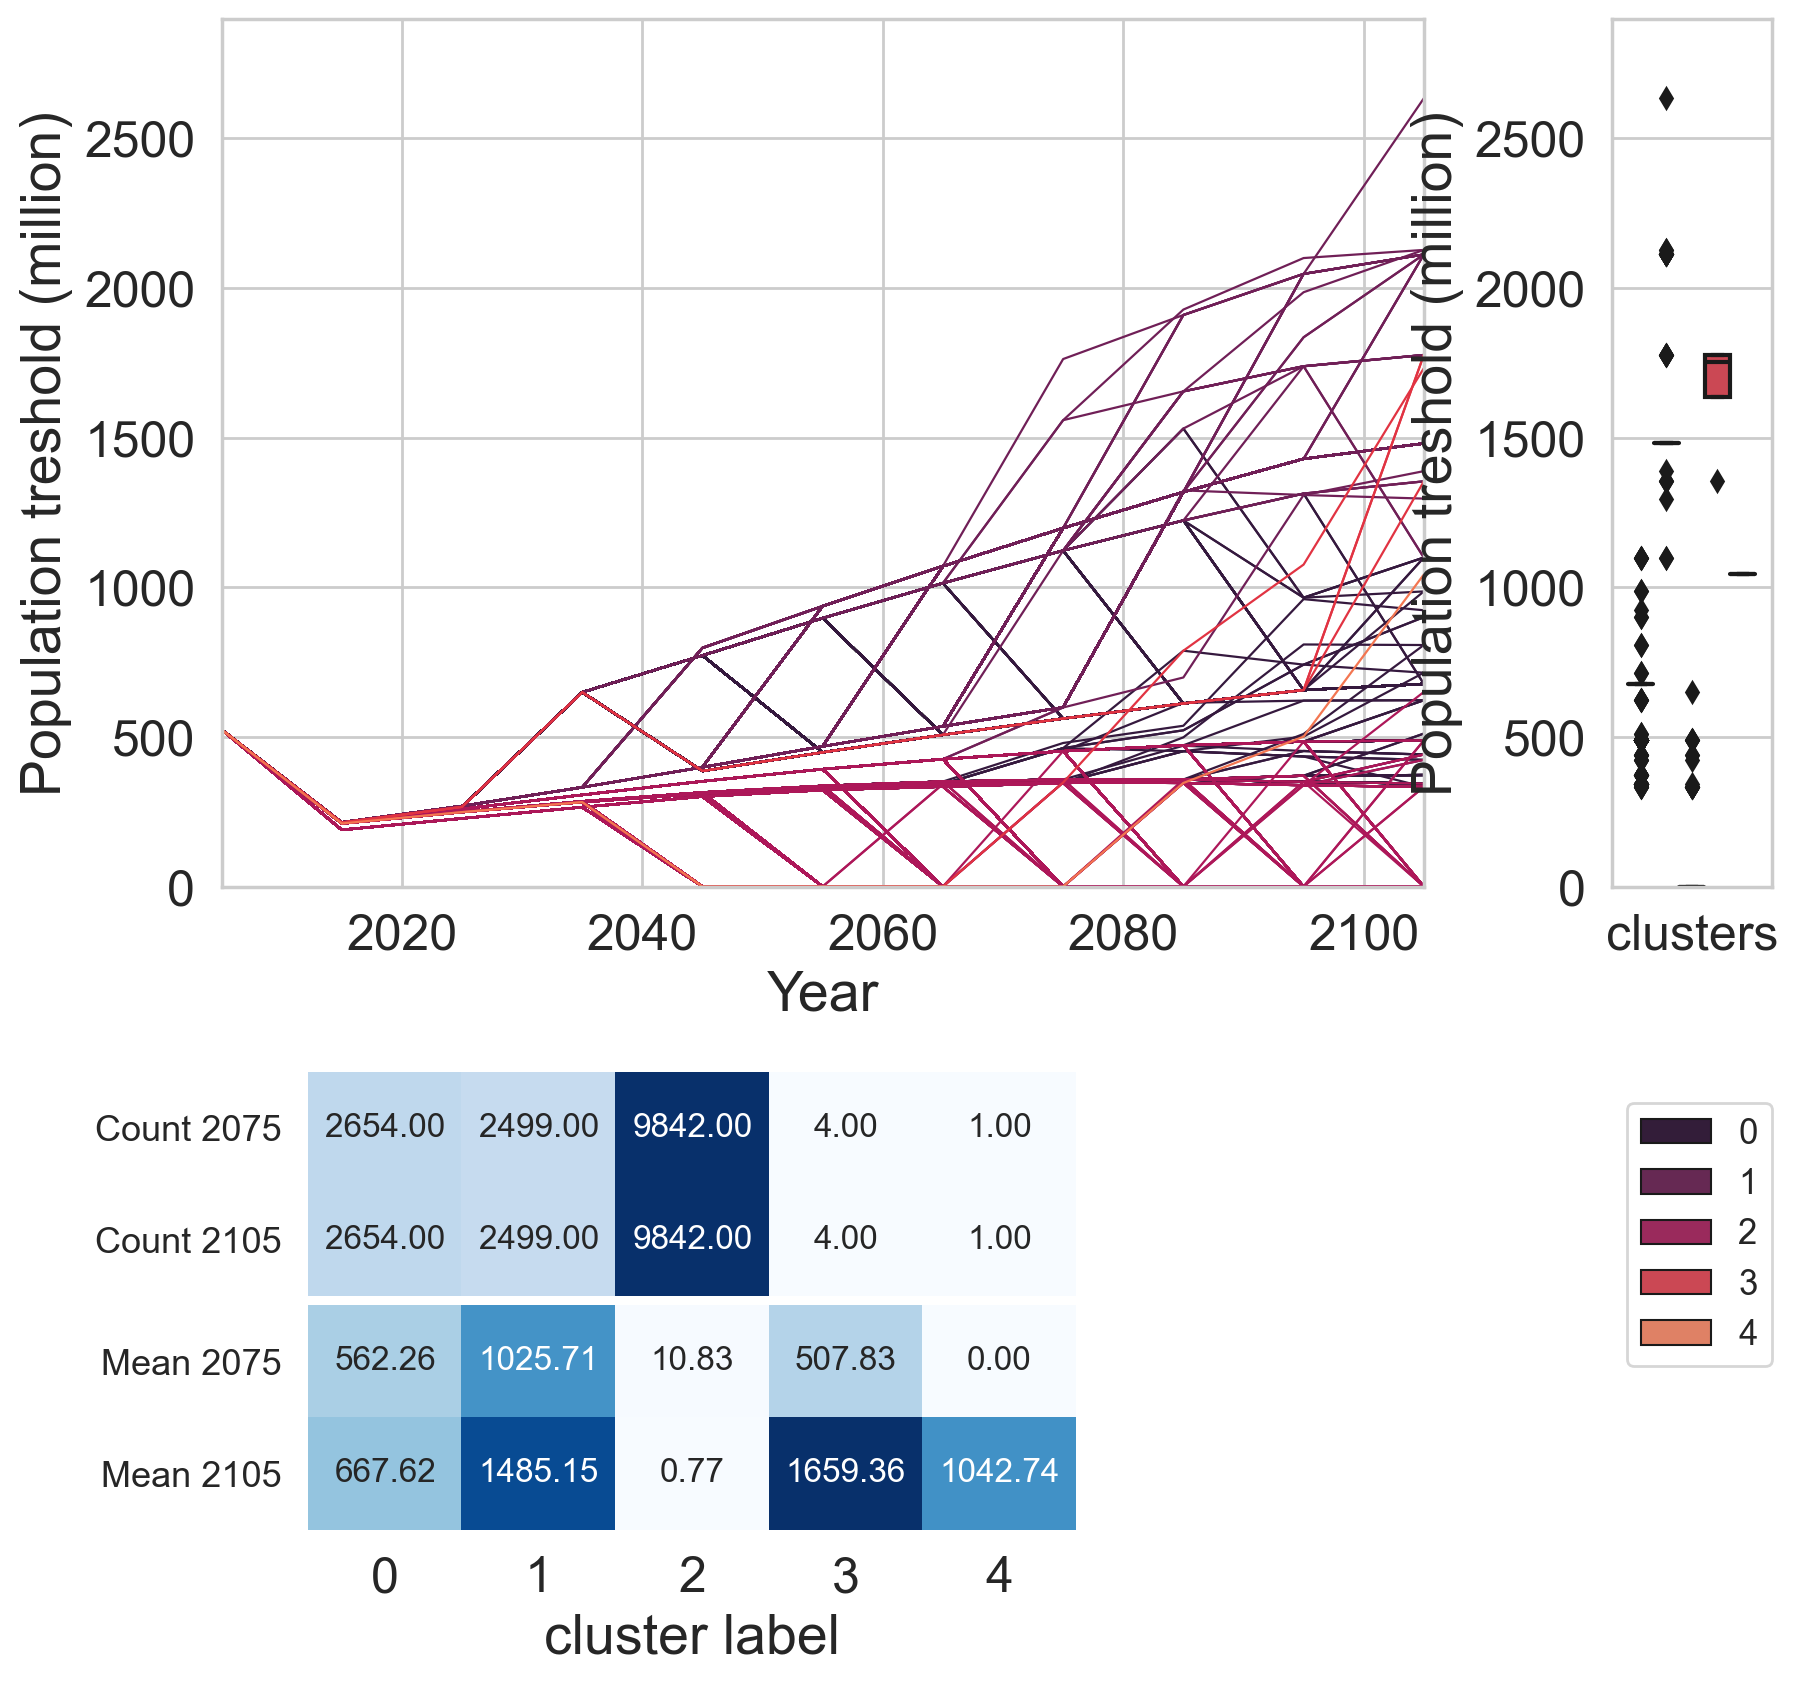 Population treshold (million)
2500
2000
1500
1000
500
0
2020 2040 2060 2080 2100
Year
Population treshold (million)
2500
2000
1500
1000
500
0
clusters
Count 2075 2654.00 2499.00 9842.00 4.00 1.00
Count 2105 2654.00 2499.00 9842.00 4.00 1.00
Mean 2075 562.26 1025.71 10.83 507.83 0.00
Mean 2105 667.62 1485.15 0.77 1659.36 1042.74
0 1 2 3 4
cluster label
0
1
2
3
4